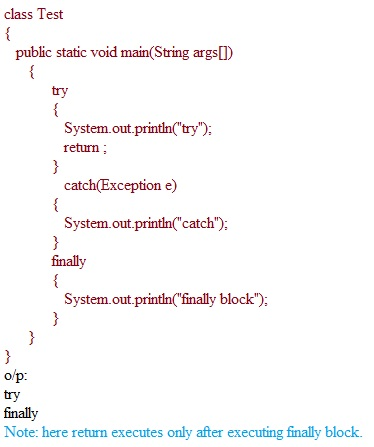 class Test
{
public static void main(String args[])
{
try
{
System.out.println("try");
return ;
}
catch(Exception e)
{
System.out.println("catch");
}
finally
{
System.out.println("finally block");
}
}
}
o/p:
try
finally
Note: here return executes only after executing finally block.